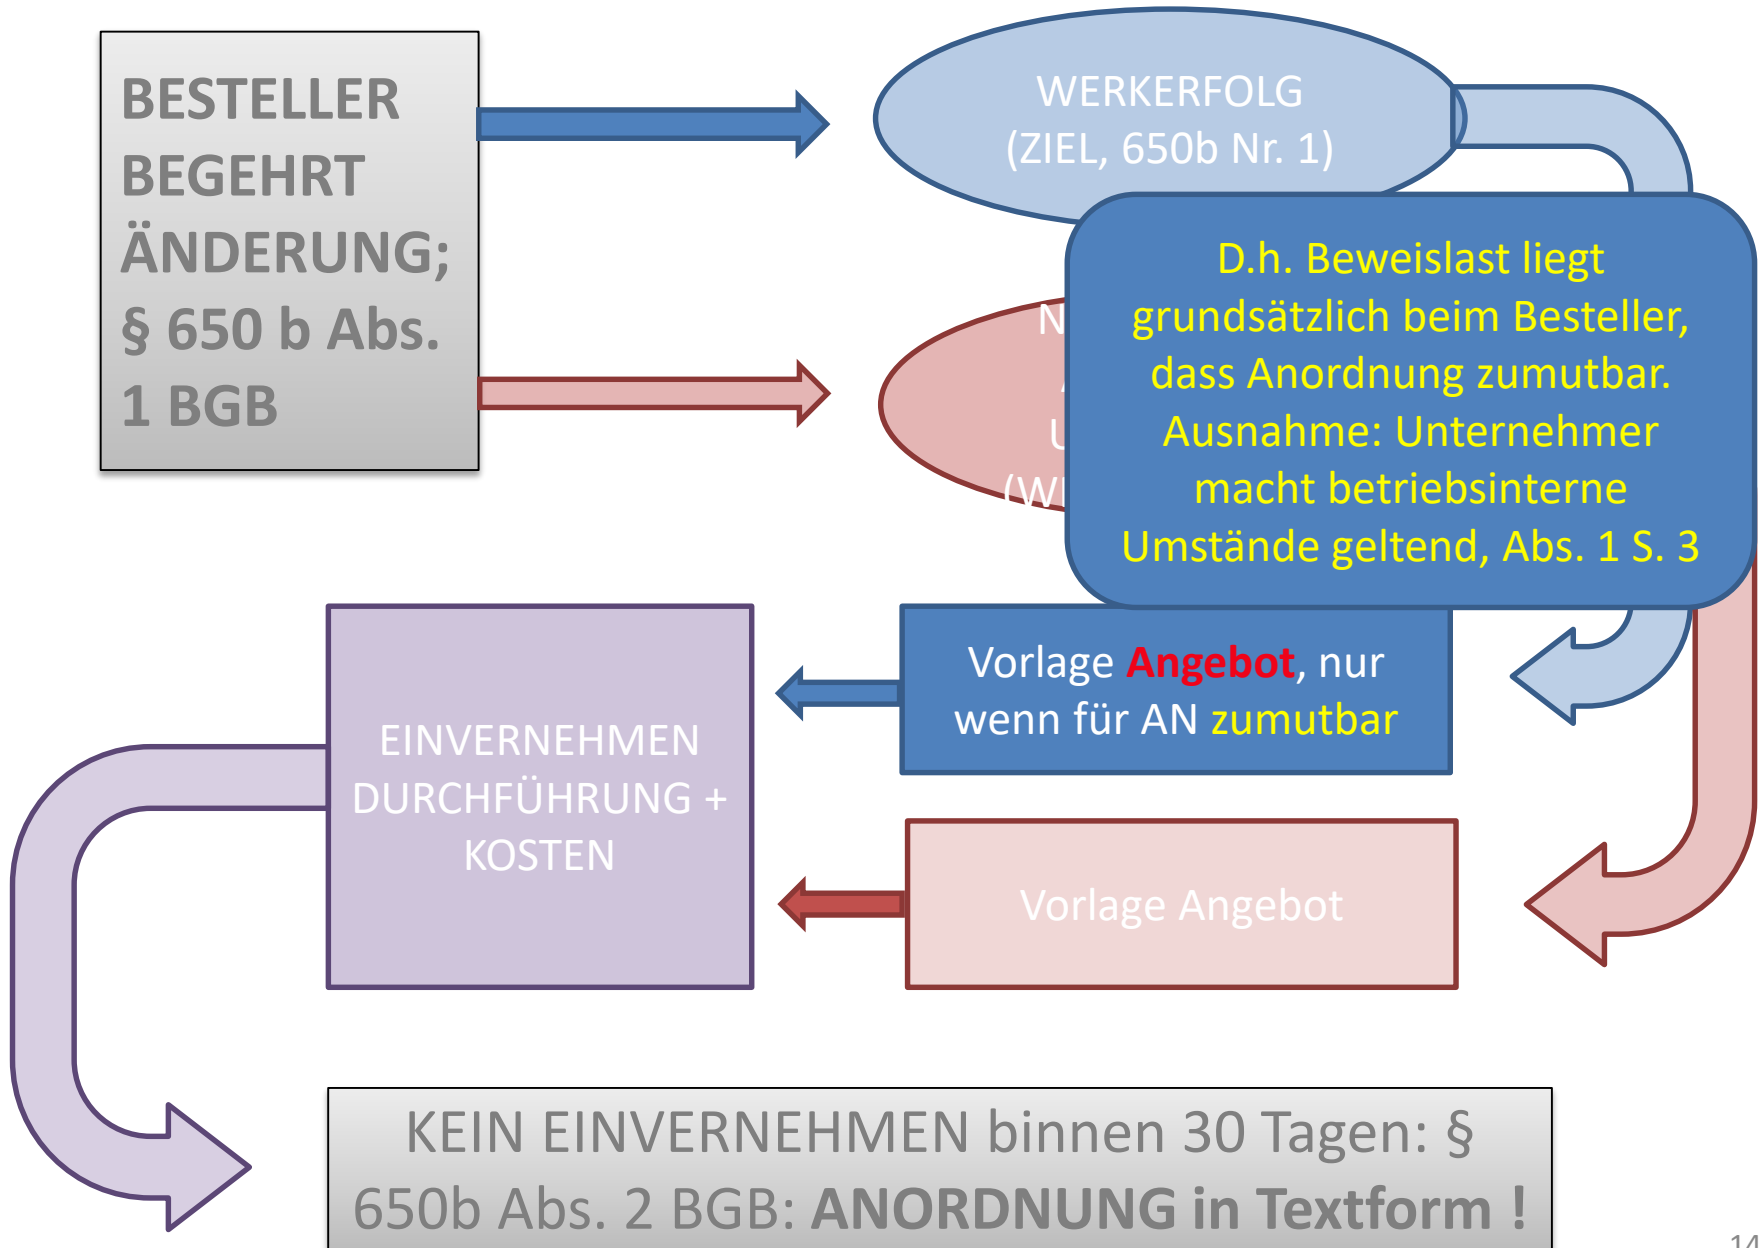 BESTELLER
BEGEHRT
ÄNDERUNG;
§ 650 b Abs.
1 BGB
WERKERFOLG
(ZIEL, 650b Nr. 1)
D.h. Beweislast liegt
grundsätzlich beim Besteller,
dass Anordnung zumutbar.
Ausnahme: Unternehmer
macht betriebsinterne
Umstände geltend, Abs. 1 S. 3
Vorlage Angebot, nur
wenn für AN zumutbar
EINVERNEHMEN
DURCHFÜHRUNG +
KOSTEN
Vorlage Angebot
KEIN EINVERNEHMEN binnen 30 Tagen: §
650b Abs. 2 BGB: ANORDNUNG in Textform !
14